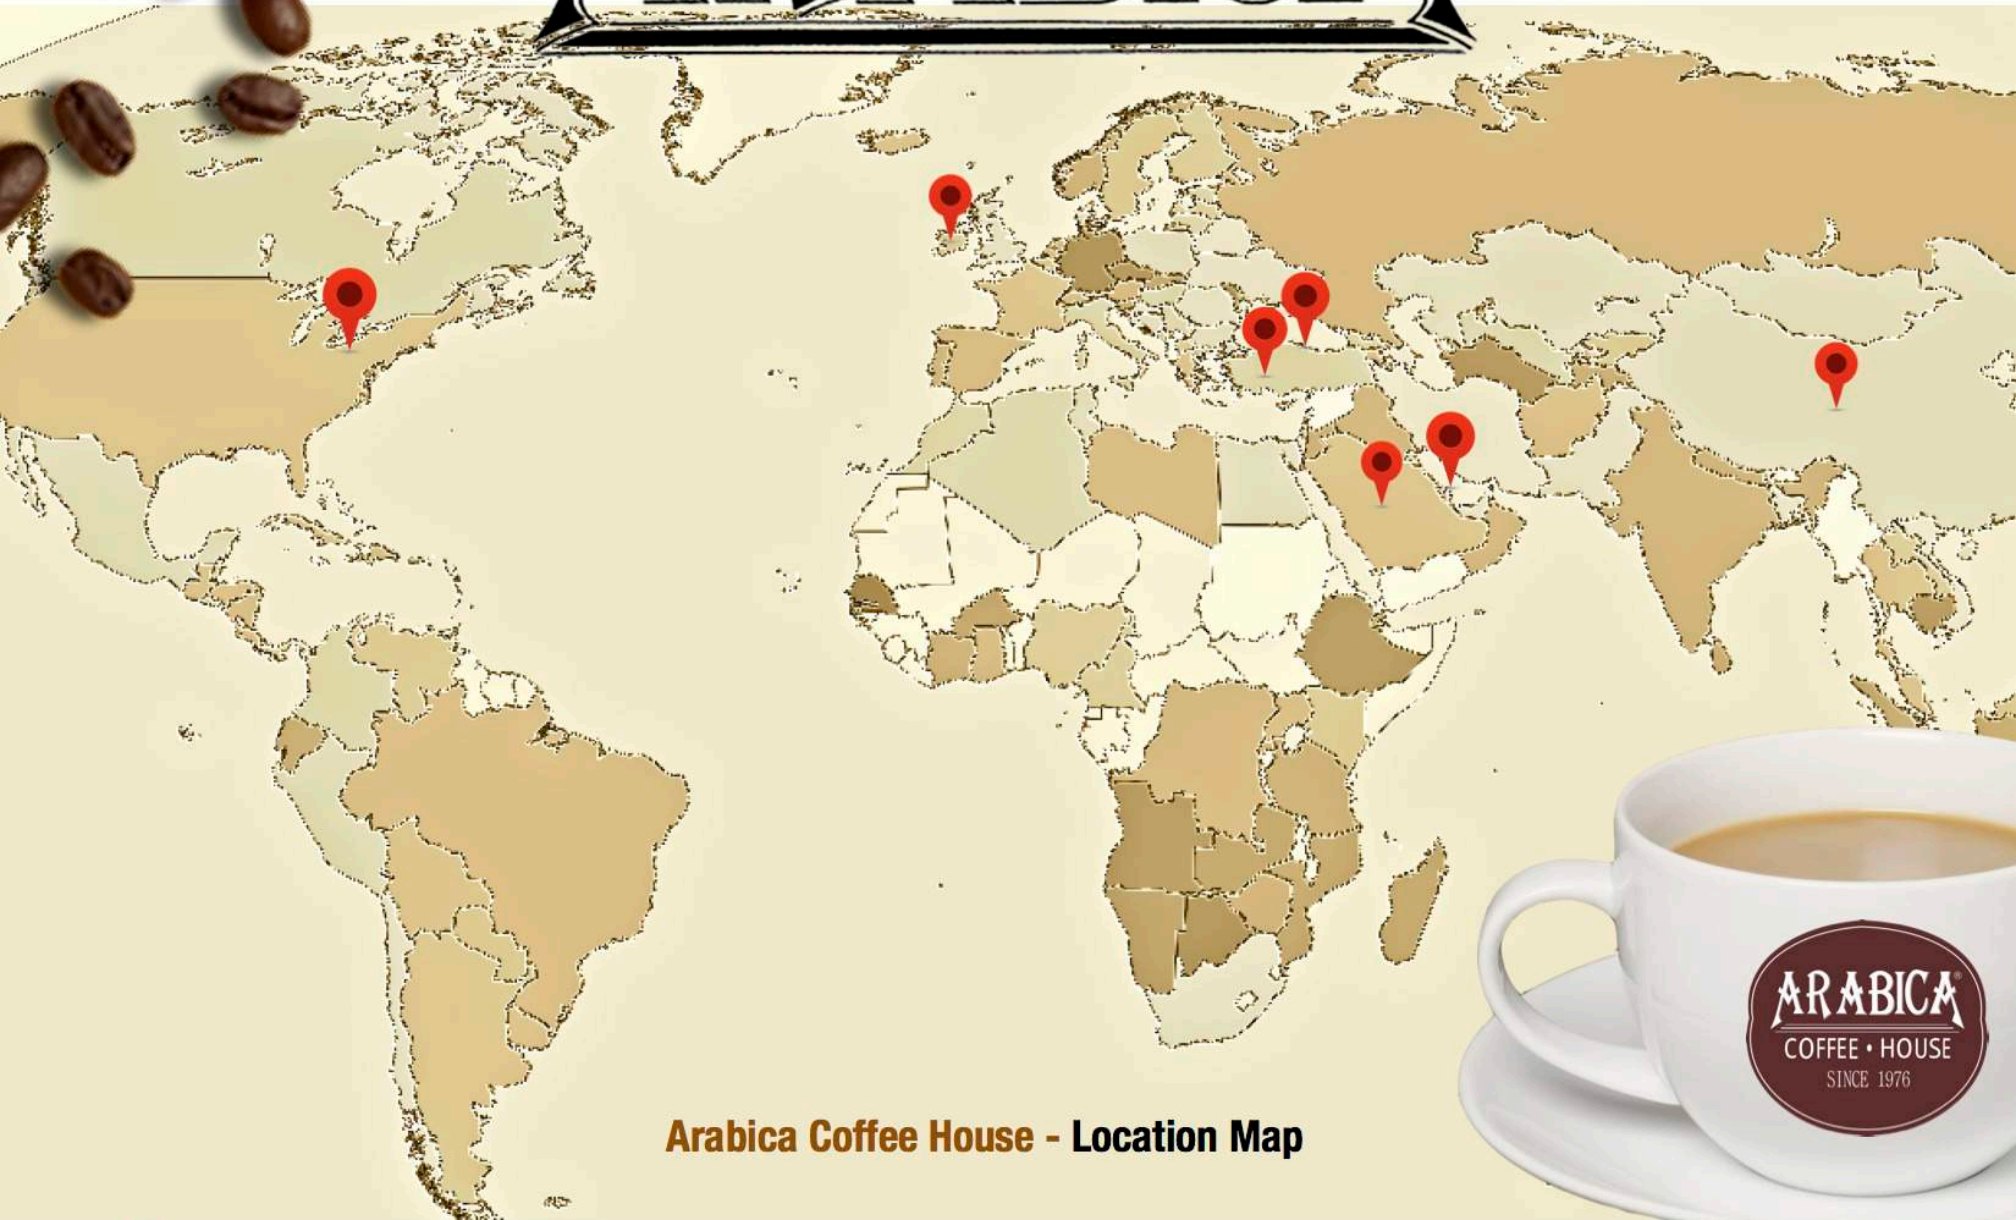 Arabica Coffee House - Location Map
ARABICA®
COFFEE • HOUSE
SINCE 1976